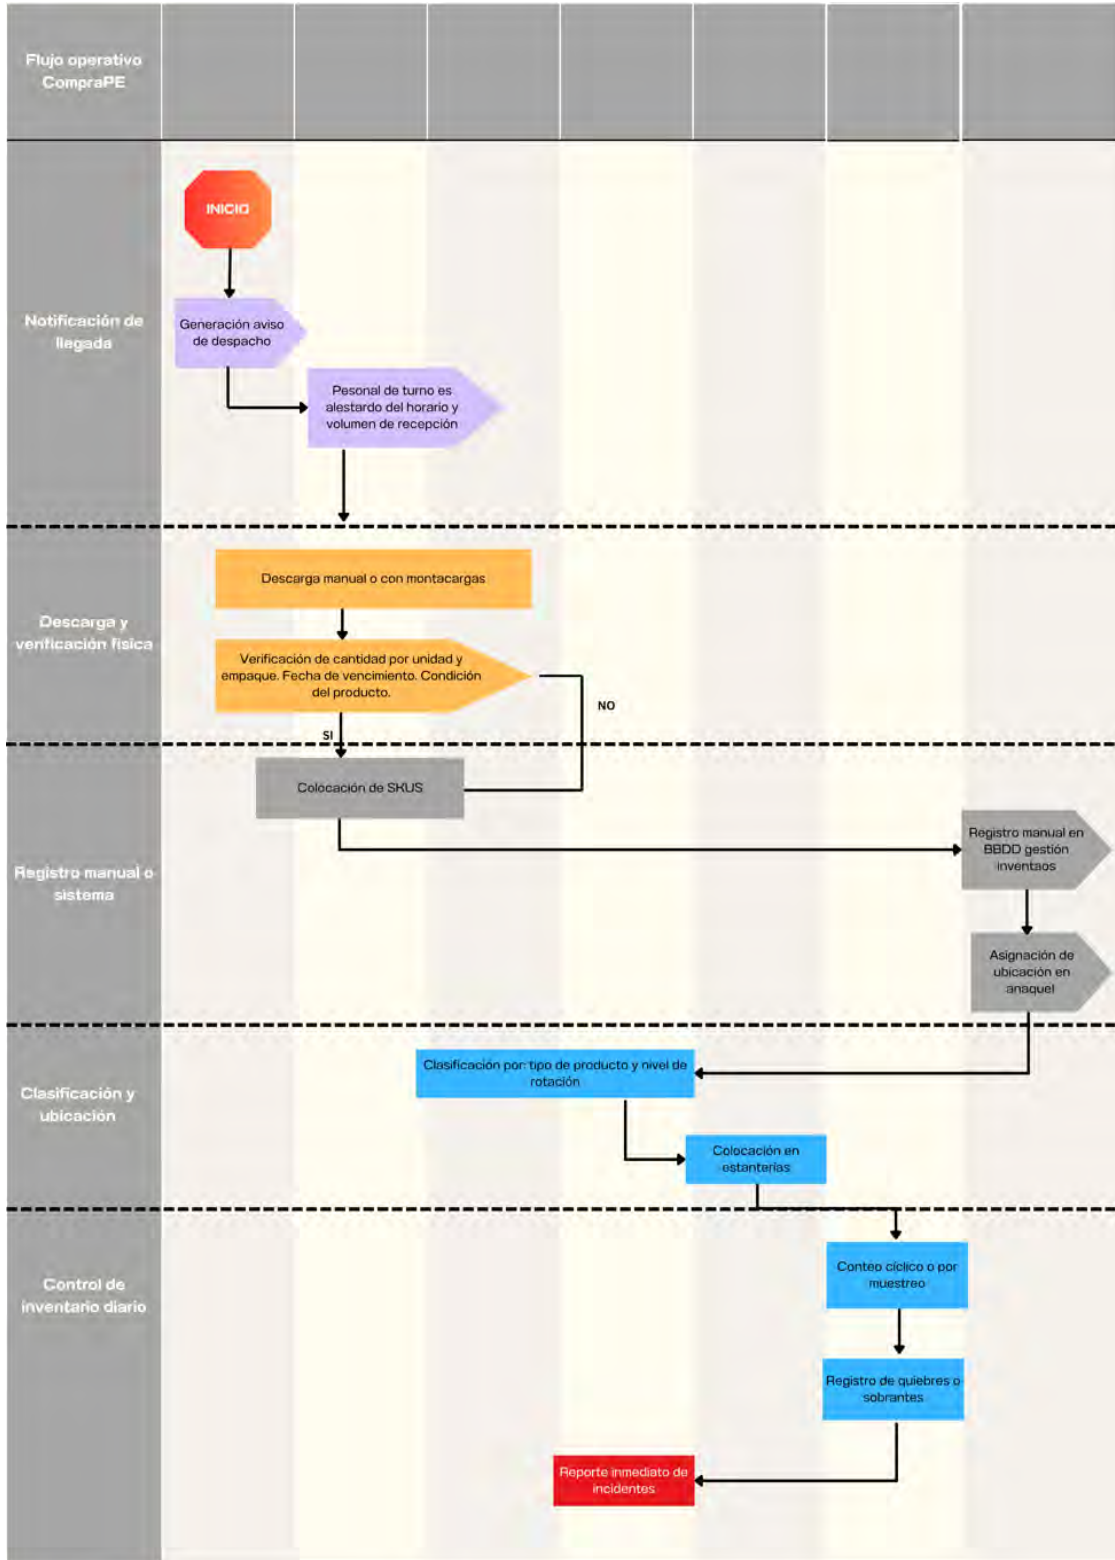 Flujo operativo
CompraPE
INICIO
Notificación de
llegada
Generación aviso
de despacho
Pesonal de turno es
alestardo del horario y
volumen de recepción
Descarga y
verificación física
Descarga manual o con montacargas
Verificación de cantidad por unidad y
empaque. Fecha de vencimiento. Condición
del producto.
NO
SI
Registro manual o
sistema
Colocación de SKUS
Registro manual en
BBDD gestión
inventaos
Asignación de
ubicación en
anaquel
Clasificación y
ubicación
Clasificación por: tipo de producto y nivel de
rotación
Colocación en
estanterías
Control de
inventario diario
Conteo cíclico o por
muestreo
Registro de quiebres o
sobrantes
Reporte inmediato de
incidentes